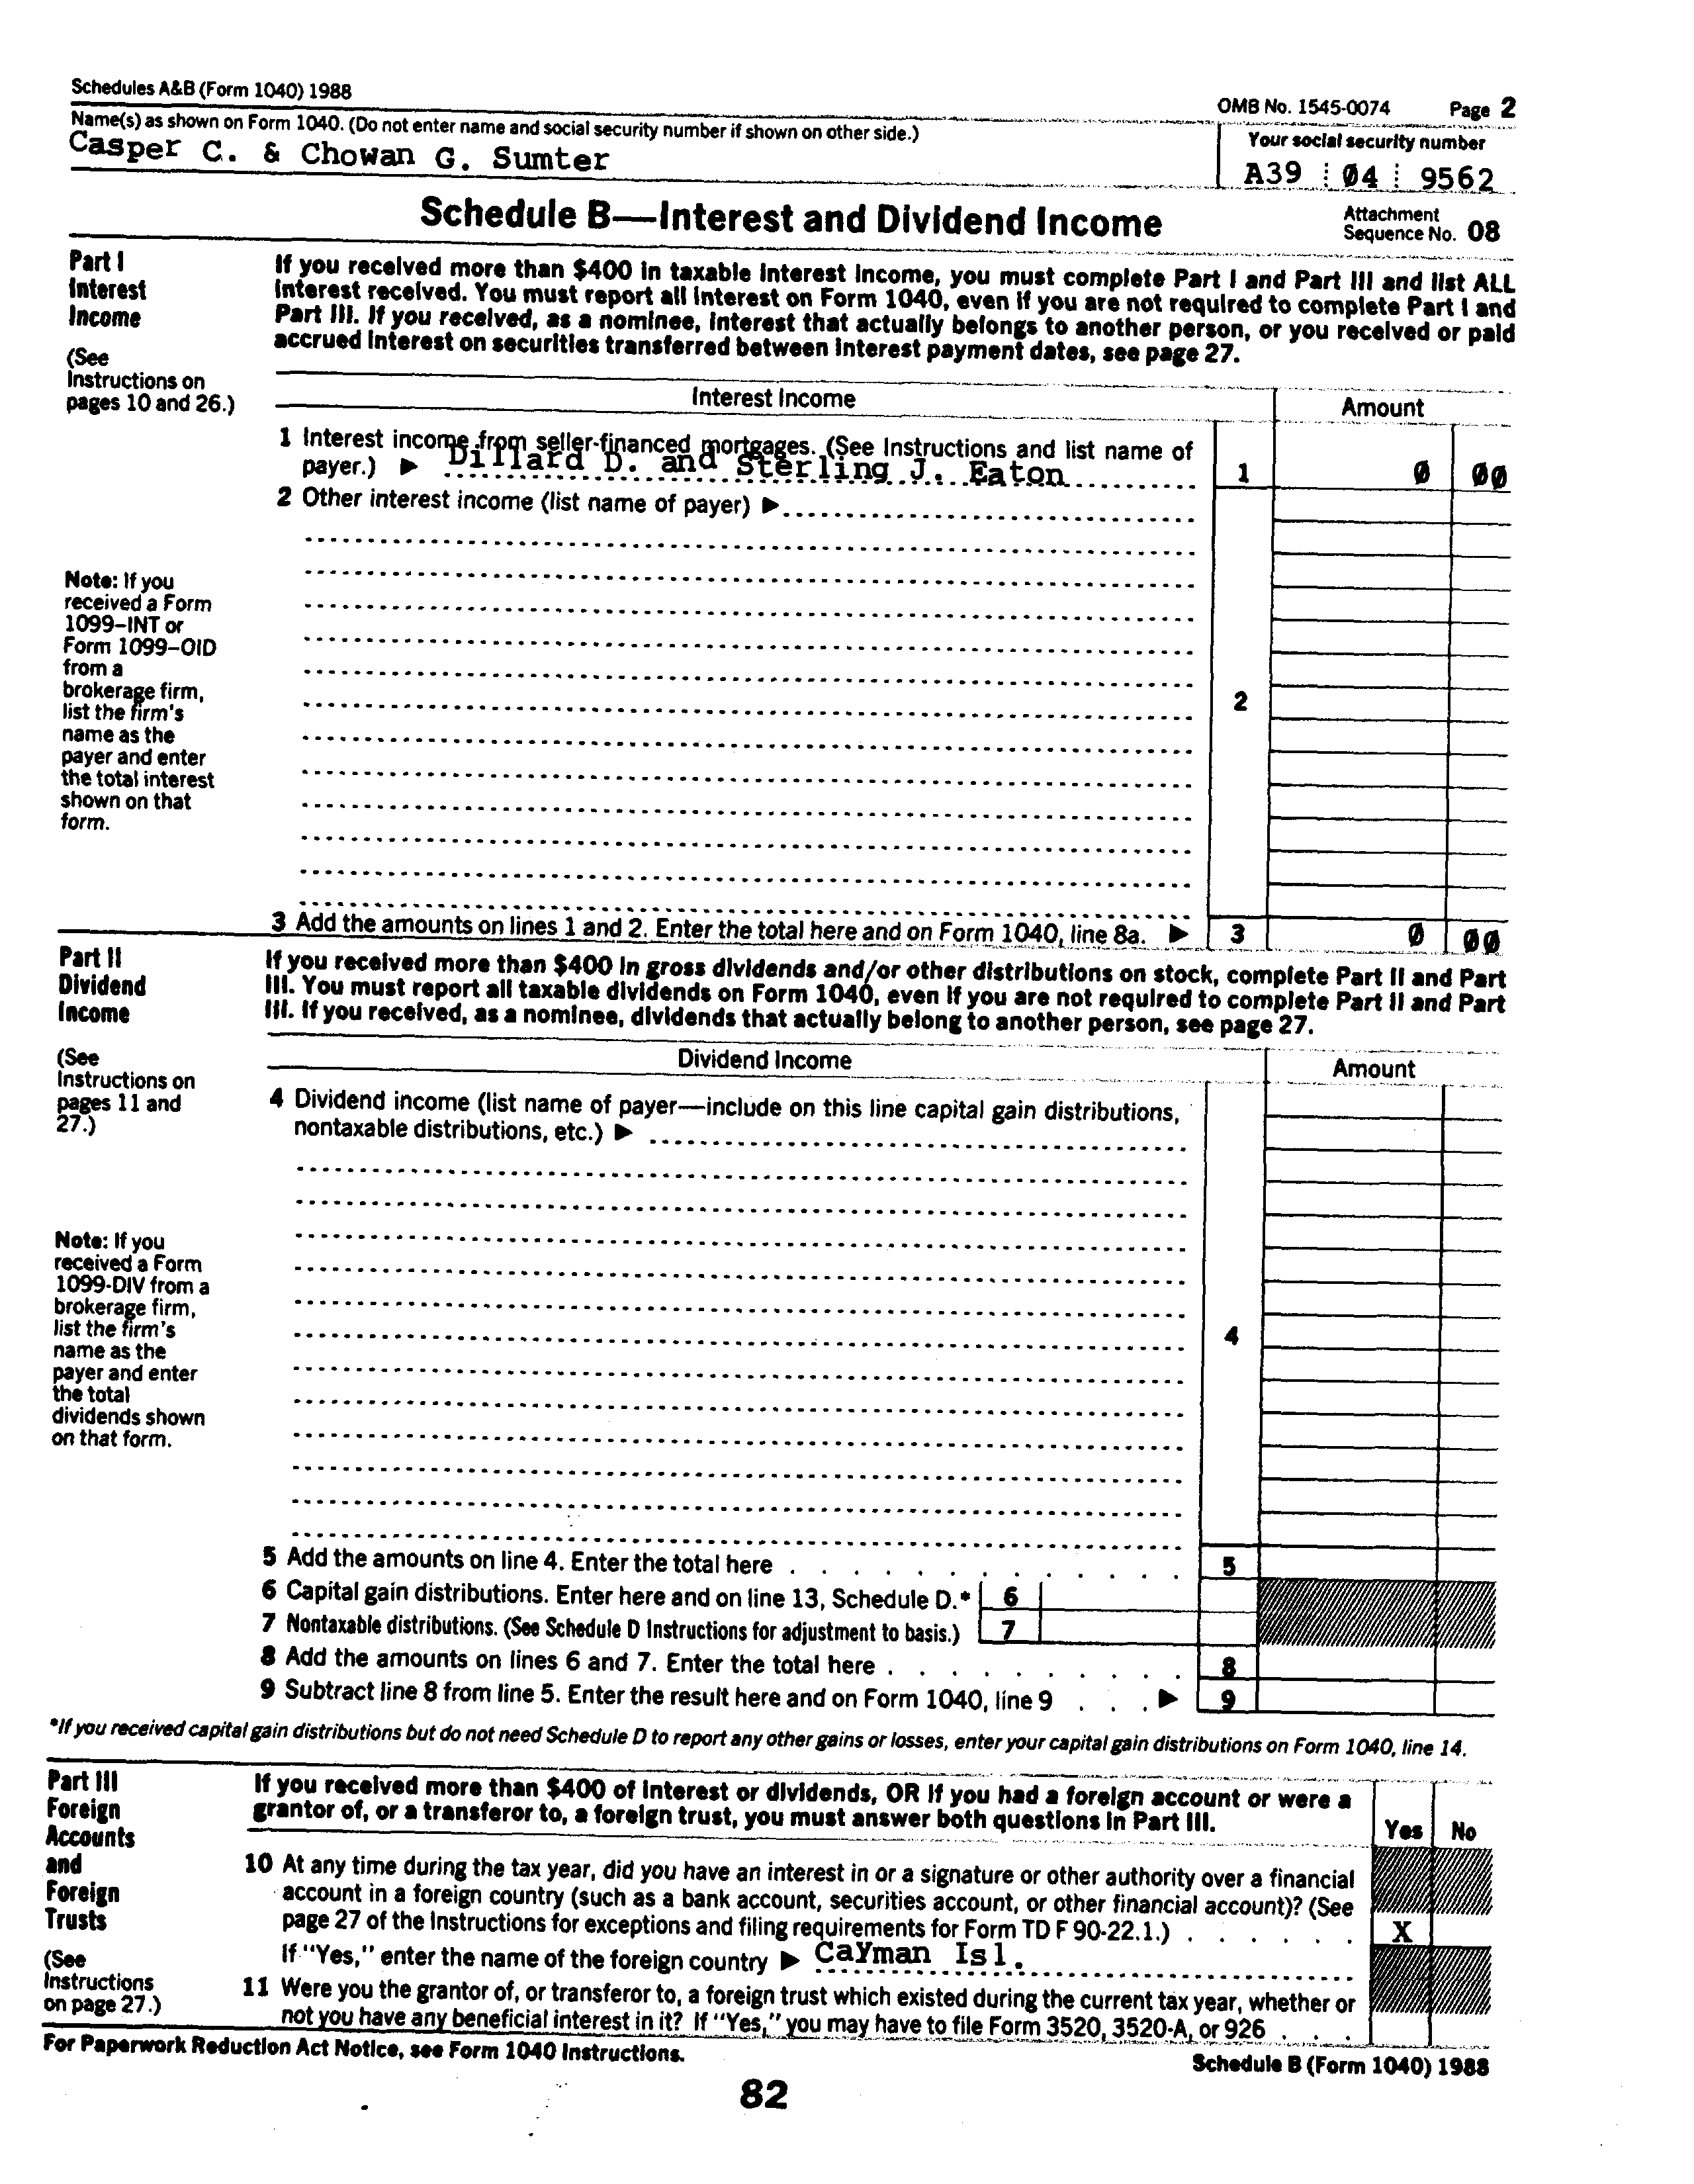 Schedules A&B (Form 1040) 1988
OMB No. 1545-0074 Page 2
Name(s) as shown on Form 1040. (Do not enter name and social security number if shown on other side.)
Your social security number
Casper C. & Chowan G. Sumter
A39 04 9562
Schedule B—Interest and Dividend Income
Attachment
Sequence No. 08
Part I
Interest
Income
(See
Instructions on
pages 10 and 26.)
If you received more than $400 in taxable interest income, you must complete Part I and Part III and list ALL
interest received. You must report all interest on Form 1040, even if you are not required to complete Part I and
Part III. If you received, as a nominee, interest that actually belongs to another person, or you received or paid
accrued interest on securities transferred between interest payment dates, see page 27.
Interest Income
Amount
1 Interest income from seller-financed mortgages. (See Instructions and list name of
payer.) ▶ Dillard D. and Sterling J. Eaton
1 0 00
2 Other interest income (list name of payer) ▶
Note: If you
received a Form
1099–INT or
Form 1099–OID
from a
brokerage firm,
list the firm's
name as the
payer and enter
the total interest
shown on that
form.
2
3 Add the amounts on lines 1 and 2. Enter the total here and on Form 1040, line 8a. ▶ 3 0 00
Part II
Dividend
Income
(See
Instructions on
pages 11 and
27.)
If you received more than $400 in gross dividends and/or other distributions on stock, complete Part II and Part
III. You must report all taxable dividends on Form 1040, even if you are not required to complete Part II and Part
III. If you received, as a nominee, dividends that actually belong to another person, see page 27.
Dividend Income
Amount
4 Dividend income (list name of payer—include on this line capital gain distributions,
nontaxable distributions, etc.) ▶
Note: If you
received a Form
1099-DIV from a
brokerage firm,
list the firm's
name as the
payer and enter
the total
dividends shown
on that form.
4
5 Add the amounts on line 4. Enter the total here . . . . . . . . . . . . 5
6 Capital gain distributions. Enter here and on line 13, Schedule D.* 6
7 Nontaxable distributions. (See Schedule D Instructions for adjustment to basis.) 7
8 Add the amounts on lines 6 and 7. Enter the total here . . . . . . . . . . 8
9 Subtract line 8 from line 5. Enter the result here and on Form 1040, line 9 . . . ▶ 9
*If you received capital gain distributions but do not need Schedule D to report any other gains or losses, enter your capital gain distributions on Form 1040, line 14.
Part III
Foreign
Accounts
and
Foreign
Trusts
(See
Instructions
on page 27.)
If you received more than $400 of interest or dividends, OR if you had a foreign account or were a
grantor of, or a transferor to, a foreign trust, you must answer both questions in Part III.
Yes No
10 At any time during the tax year, did you have an interest in or a signature or other authority over a financial
account in a foreign country (such as a bank account, securities account, or other financial account)? (See
page 27 of the Instructions for exceptions and filing requirements for Form TD F 90-22.1.) . . . . . . X
If "Yes," enter the name of the foreign country ▶ Cayman Isl.
11 Were you the grantor of, or transferor to, a foreign trust which existed during the current tax year, whether or
not you have any beneficial interest in it? If "Yes," you may have to file Form 3520, 3520-A, or 926 . . .
For Paperwork Reduction Act Notice, see Form 1040 Instructions.
Schedule B (Form 1040) 1988
82